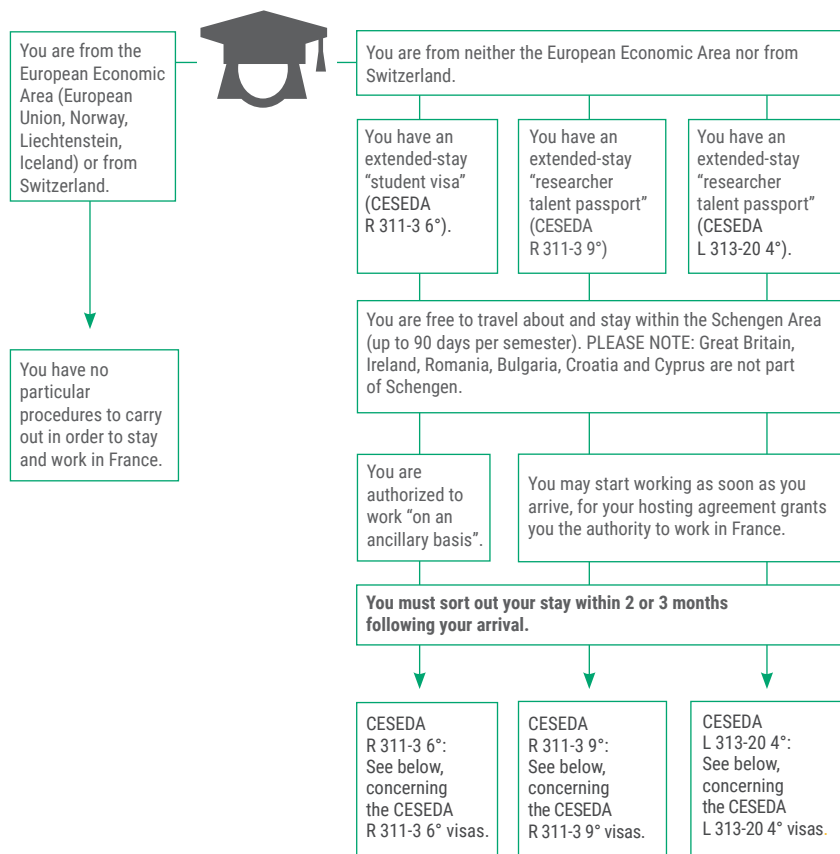 You are from the
European Economic
Area (European
Union, Norway,
Liechtenstein,
Iceland) or from
Switzerland.
You have no
particular
procedures to carry
out in order to stay
and work in France.
You are from neither the European Economic Area nor from
Switzerland.
You have an
extended-stay
“student visa”
(CESEDA
R 311-3 6°).
You have an
extended-stay
“researcher
talent passport”
(CESEDA
R 311-3 9°)
You have an
extended-stay
“researcher
talent passport”
(CESEDA
L 313-20 4°).
You are free to travel about and stay within the Schengen Area
(up to 90 days per semester). PLEASE NOTE: Great Britain,
Ireland, Romania, Bulgaria, Croatia and Cyprus are not part
of Schengen.
You are
authorized to
work “on an
ancillary basis”.
You may start working as soon as you
arrive, for your hosting agreement grants
you the authority to work in France.
You must sort out your stay within 2 or 3 months
following your arrival.
CESEDA
R 311-3 6°:
See below,
concerning
the CESEDA
R 311-3 6° visas.
CESEDA
R 311-3 9°:
See below,
concerning
the CESEDA
R 311-3 9° visas.
CESEDA
L 313-20 4°:
See below,
concerning
the CESEDA
L 313-20 4° visas.